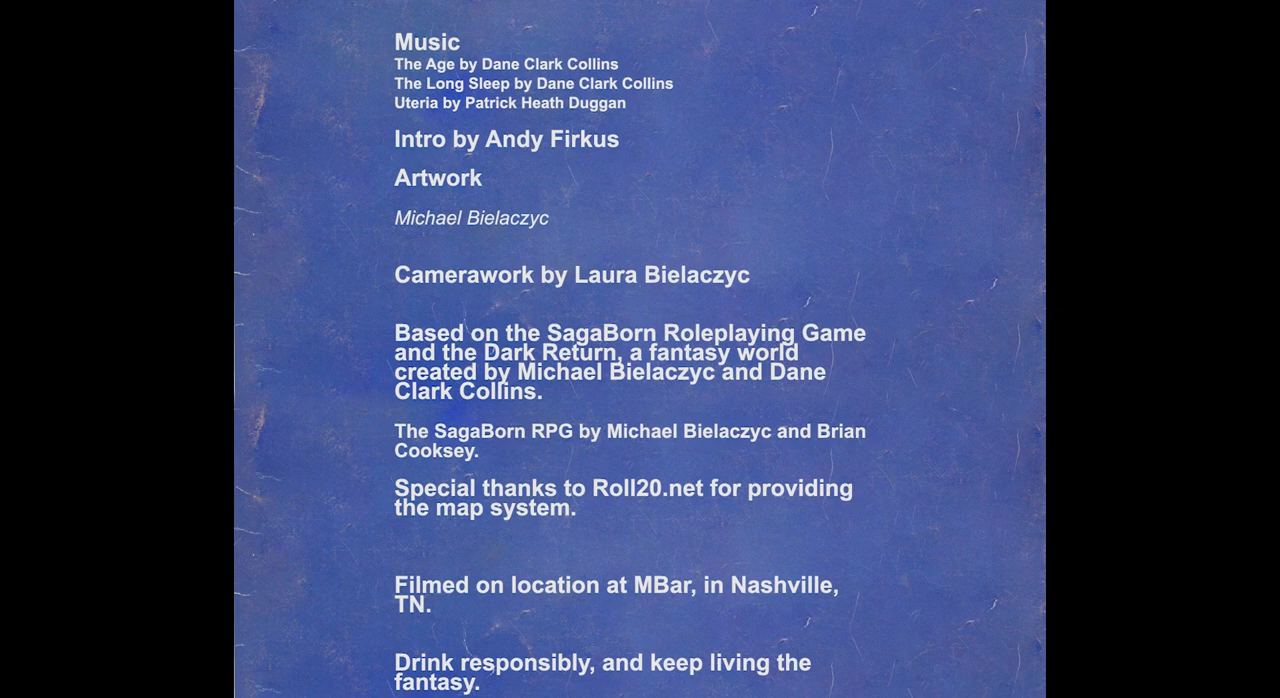 Music
The Age by Dane Clark Collins
The Long Sleep by Dane Clark Collins
Uteria by Patrick Heath Duggan
Intro by Andy Firkus
Artwork
Michael Bielaczyc
Camerawork by Laura Bielaczyc
Based on the SagaBorn Roleplaying Game
and the Dark Return, a fantasy world
created by Michael Bielaczyc and Dane
Clark Collins.
The SagaBorn RPG by Michael Bielaczyc and Brian
Cooksey.
Special thanks to Roll20.net for providing
the map system.
Filmed on location at MBar, in Nashville,
TN.
Drink responsibly, and keep living the
fantasy.